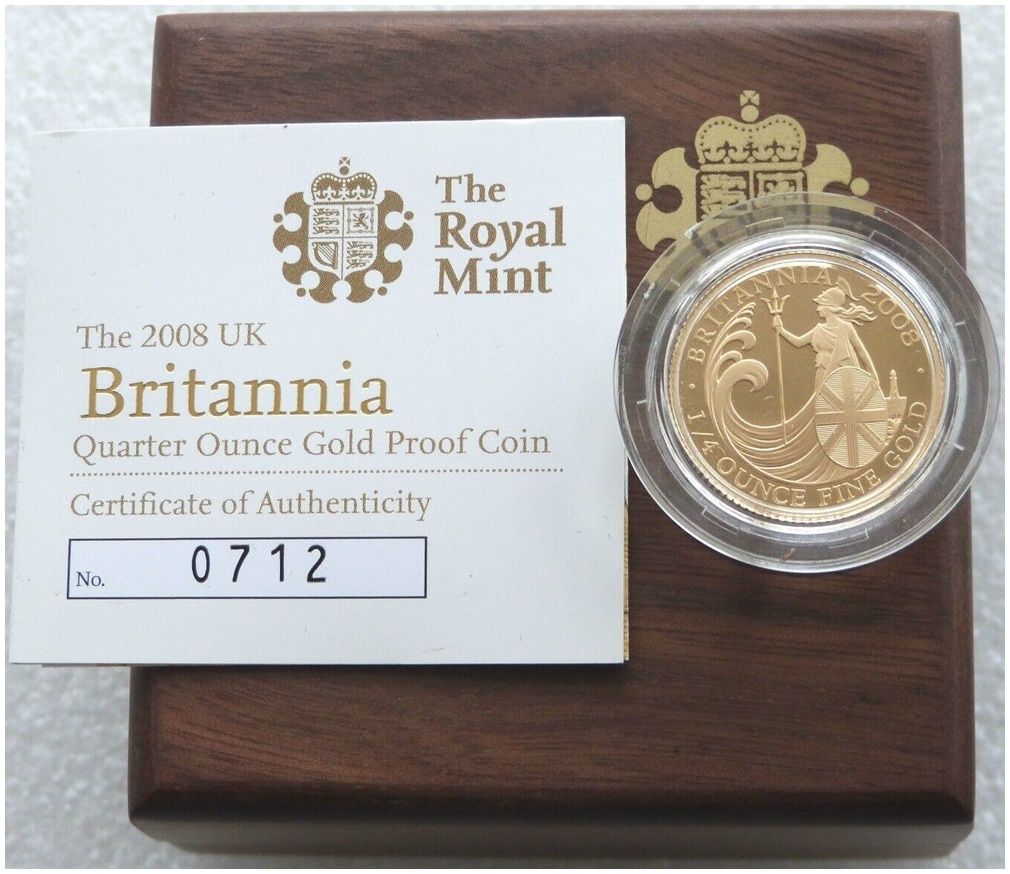 The
Royal
Mint
The 2008 UK
Britannia
Quarter Ounce Gold Proof Coin
Certificate of Authenticity
No. 0712
· BRITANNIA 2008 ·
1/4 OUNCE FINE GOLD